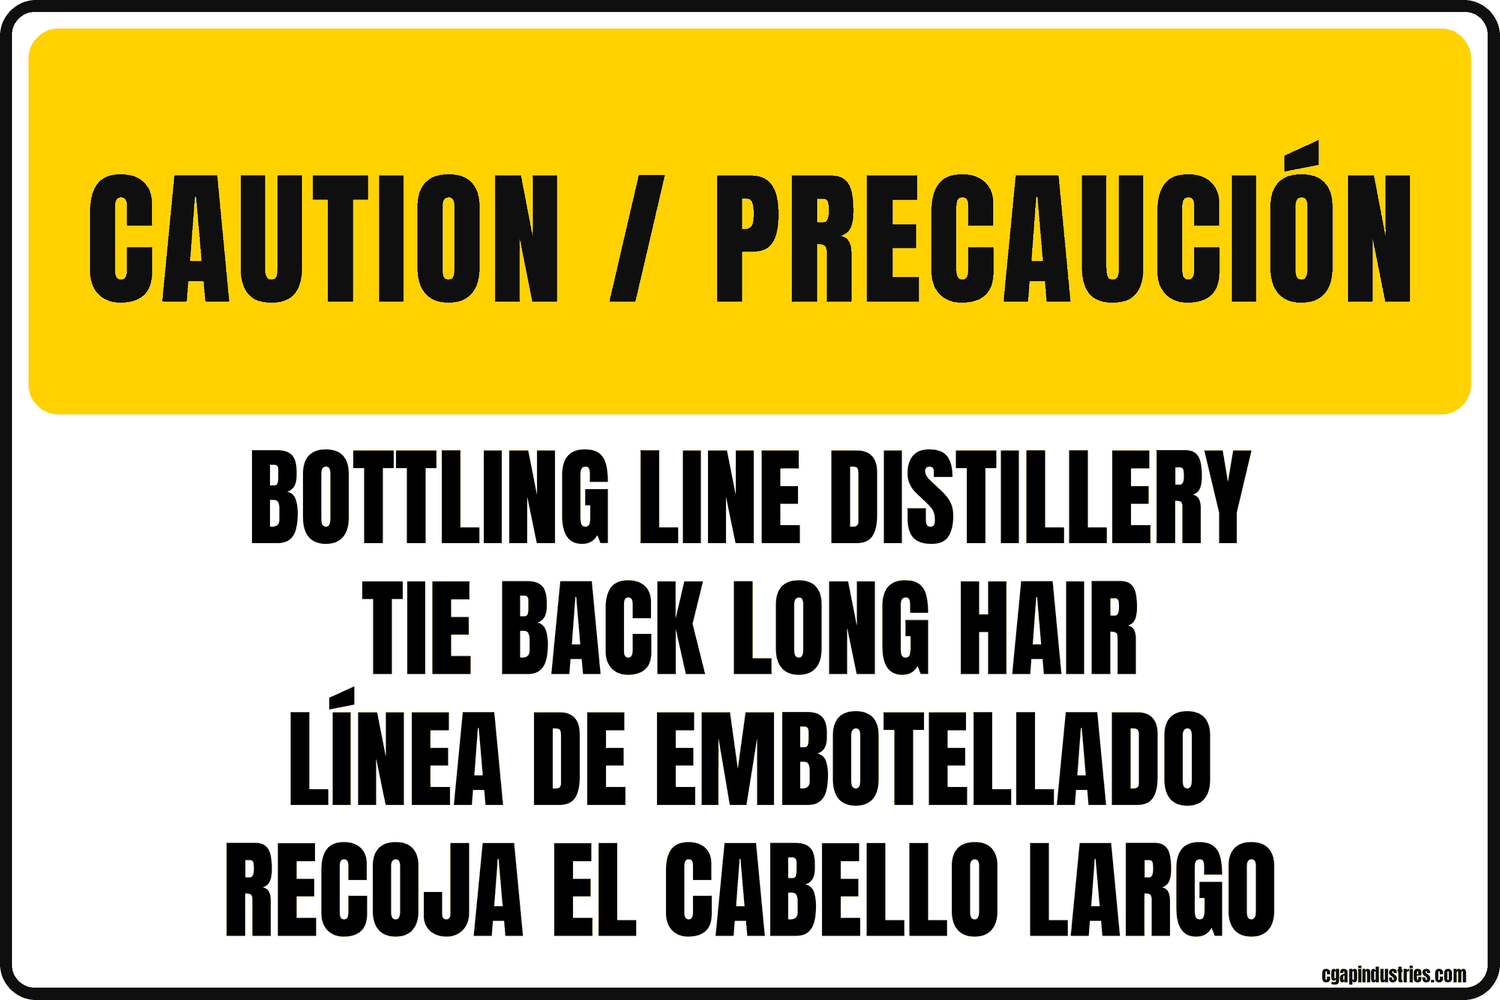 CAUTION / PRECAUCIÓN
BOTTLING LINE DISTILLERY
TIE BACK LONG HAIR
LÍNEA DE EMBOTELLADO
RECOJA EL CABELLO LARGO
cgapindustries.com